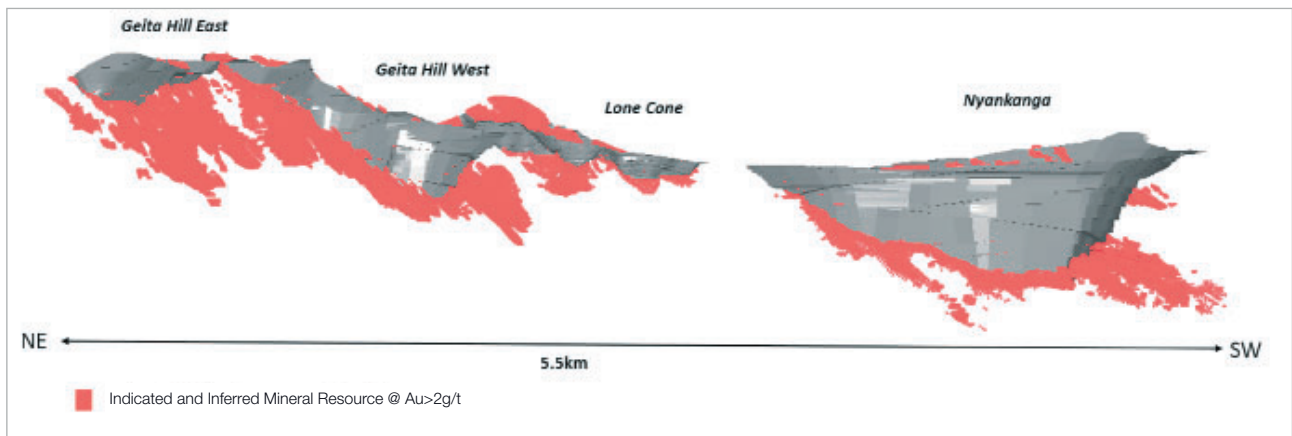 Geita Hill East
Geita Hill West
Lone Cone
Nyankanga
NE
SW
5.5km
Indicated and Inferred Mineral Resource @ Au>2g/t